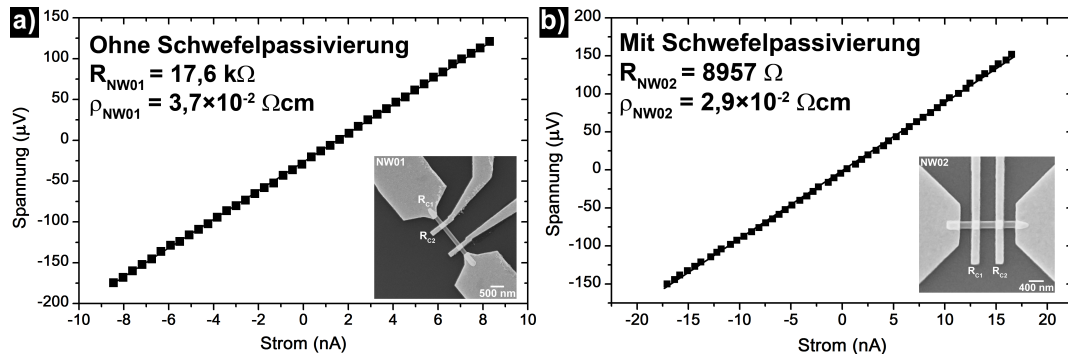 a)
Ohne Schwefelpassivierung
R_NW01 = 17,6 kΩ
ρ_NW01 = 3,7×10⁻² Ωcm
Spannung (μV)
150
100
50
0
-50
-100
-150
-200
NW01
R_C1
R_C2
500 nm
-10 -8 -6 -4 -2 0 2 4 6 8 10
Strom (nA)
b)
Mit Schwefelpassivierung
R_NW02 = 8957 Ω
ρ_NW02 = 2,9×10⁻² Ωcm
Spannung (μV)
200
150
100
50
0
-50
-100
-150
NW02
R_C1 R_C2
400 nm
-20 -15 -10 -5 0 5 10 15 20
Strom (nA)